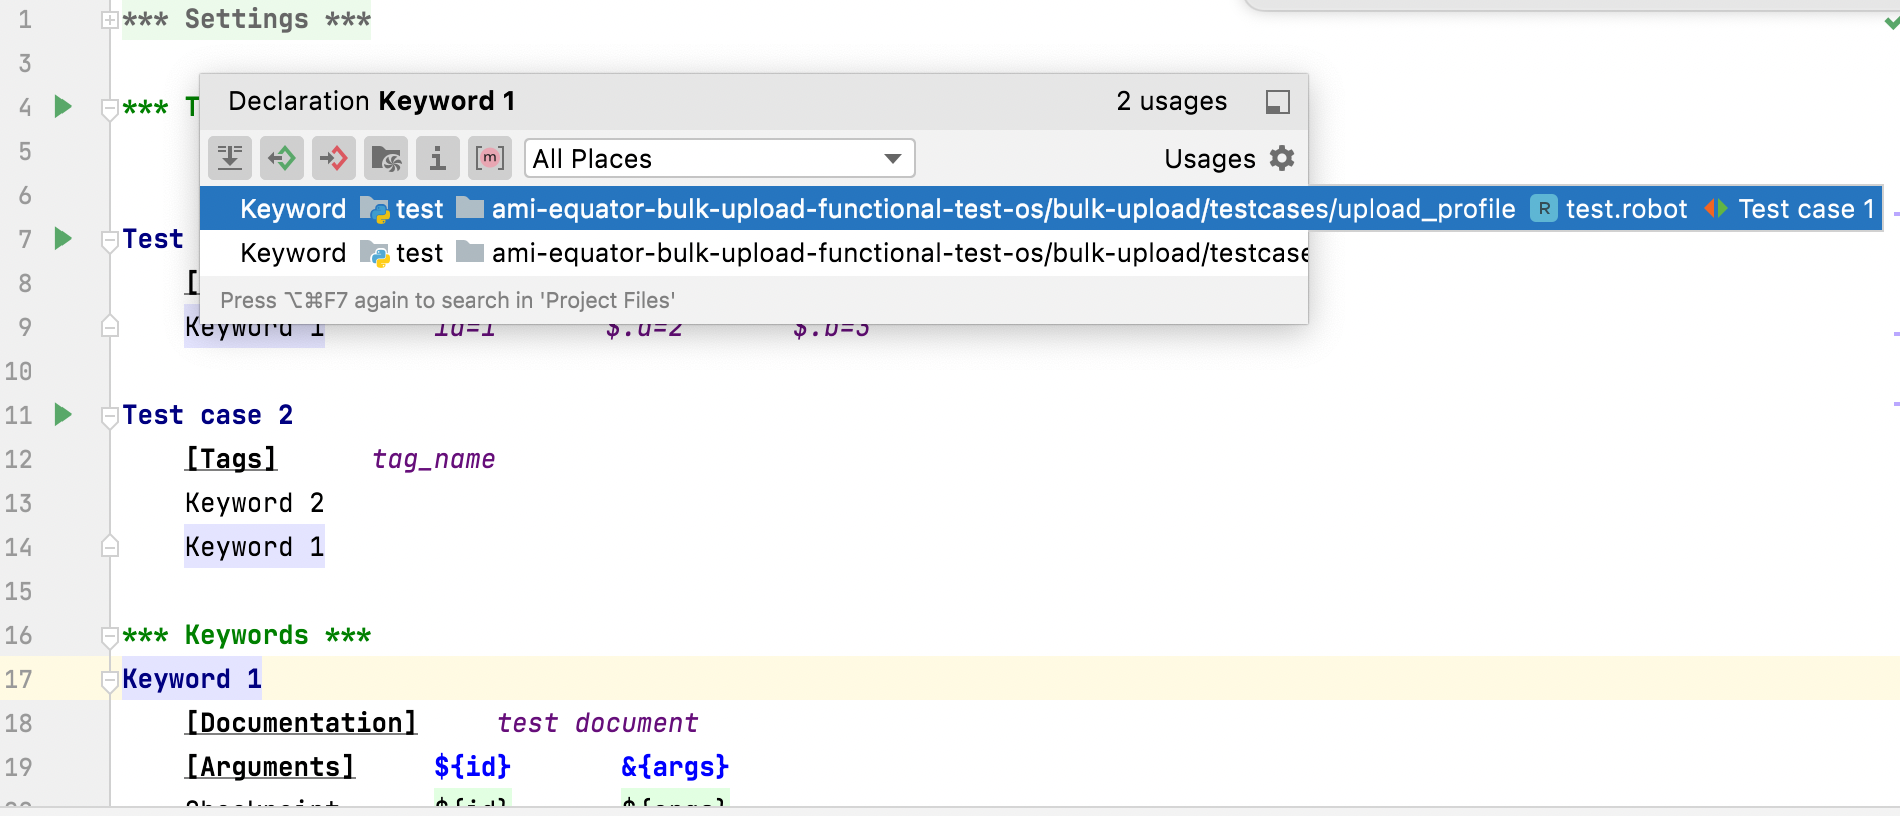 1 *** Settings ***
3
Declaration Keyword 1 2 usages
4 *** T
5 All Places Usages
6 Keyword test ami-equator-bulk-upload-functional-test-os/bulk-upload/testcases/upload_profile R test.robot Test case 1
7 Test
Keyword test ami-equator-bulk-upload-functional-test-os/bulk-upload/testcase
8 [
Press ⌥⌘F7 again to search in 'Project Files'
9 Keyword 1 id=1 $.a=2 $.b=3
10
11 Test case 2
12 [Tags] tag_name
13 Keyword 2
14 Keyword 1
15
16 *** Keywords ***
17 Keyword 1
18 [Documentation] test document
19 [Arguments] ${id} &{args}
Checkpoint ${id} ${args}